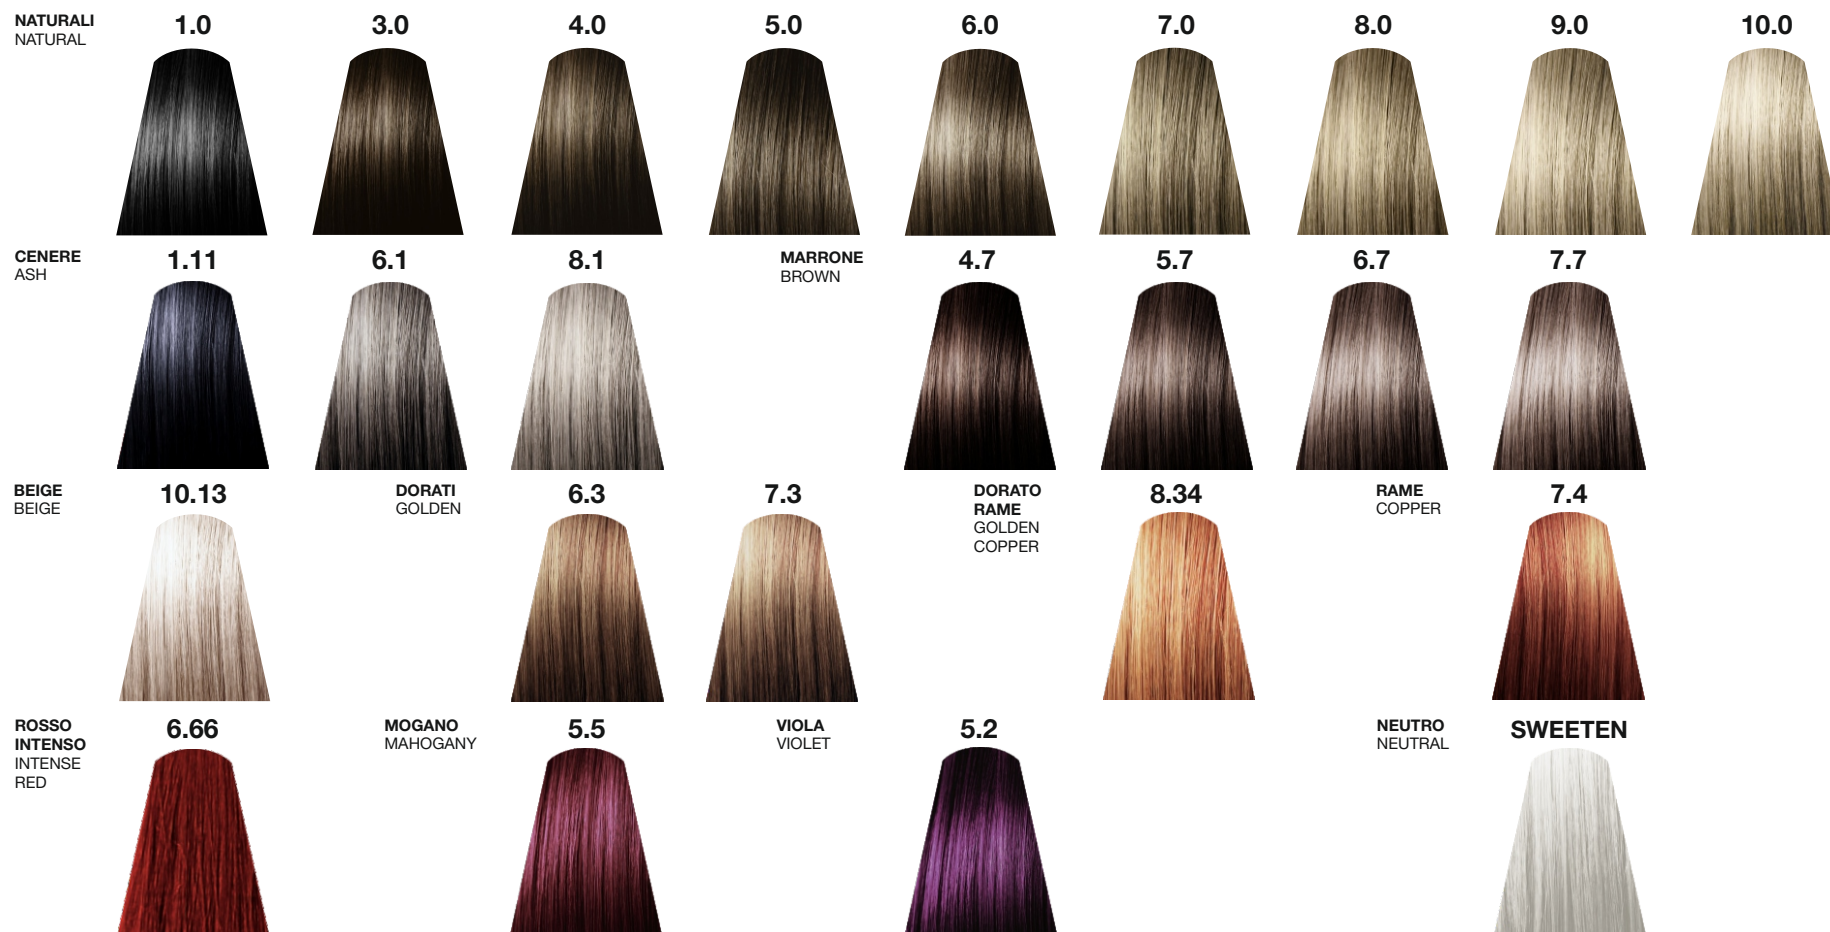 NATURALI
NATURAL
1.0 3.0 4.0 5.0 6.0 7.0 8.0 9.0 10.0
CENERE
ASH
1.11 6.1 8.1
MARRONE
BROWN
4.7 5.7 6.7 7.7
BEIGE
BEIGE
10.13
DORATI
GOLDEN
6.3 7.3
DORATO
RAME
GOLDEN
COPPER
8.34
RAME
COPPER
7.4
ROSSO
INTENSO
INTENSE
RED
6.66
MOGANO
MAHOGANY
5.5
VIOLA
VIOLET
5.2
NEUTRO
NEUTRAL
SWEETEN